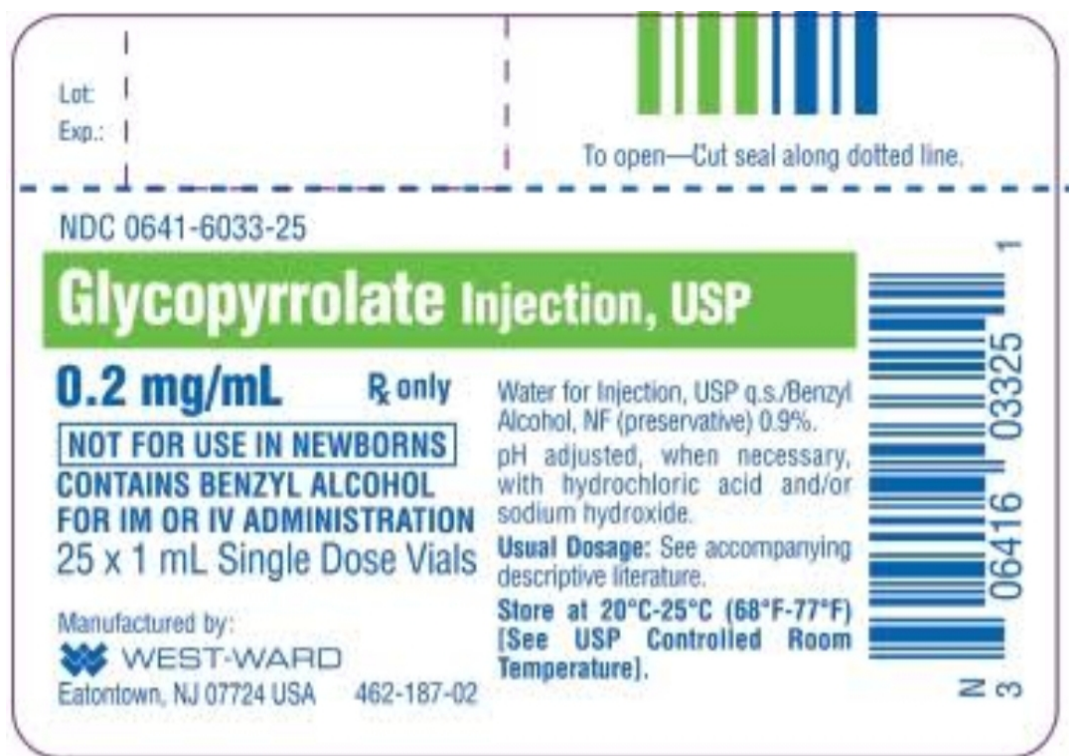 Lot:
Exp.:
To open—Cut seal along dotted line.
NDC 0641-6033-25
Glycopyrrolate Injection, USP
0.2 mg/mL ℞ only
NOT FOR USE IN NEWBORNS
CONTAINS BENZYL ALCOHOL
FOR IM OR IV ADMINISTRATION
25 x 1 mL Single Dose Vials
Manufactured by:
WEST-WARD
Eatontown, NJ 07724 USA 462-187-02
Water for Injection, USP q.s./Benzyl
Alcohol, NF (preservative) 0.9%.
pH adjusted, when necessary,
with hydrochloric acid and/or
sodium hydroxide.
Usual Dosage: See accompanying
descriptive literature.
Store at 20°C-25°C (68°F-77°F)
[See USP Controlled Room
Temperature].
N
3 06416 03325 1